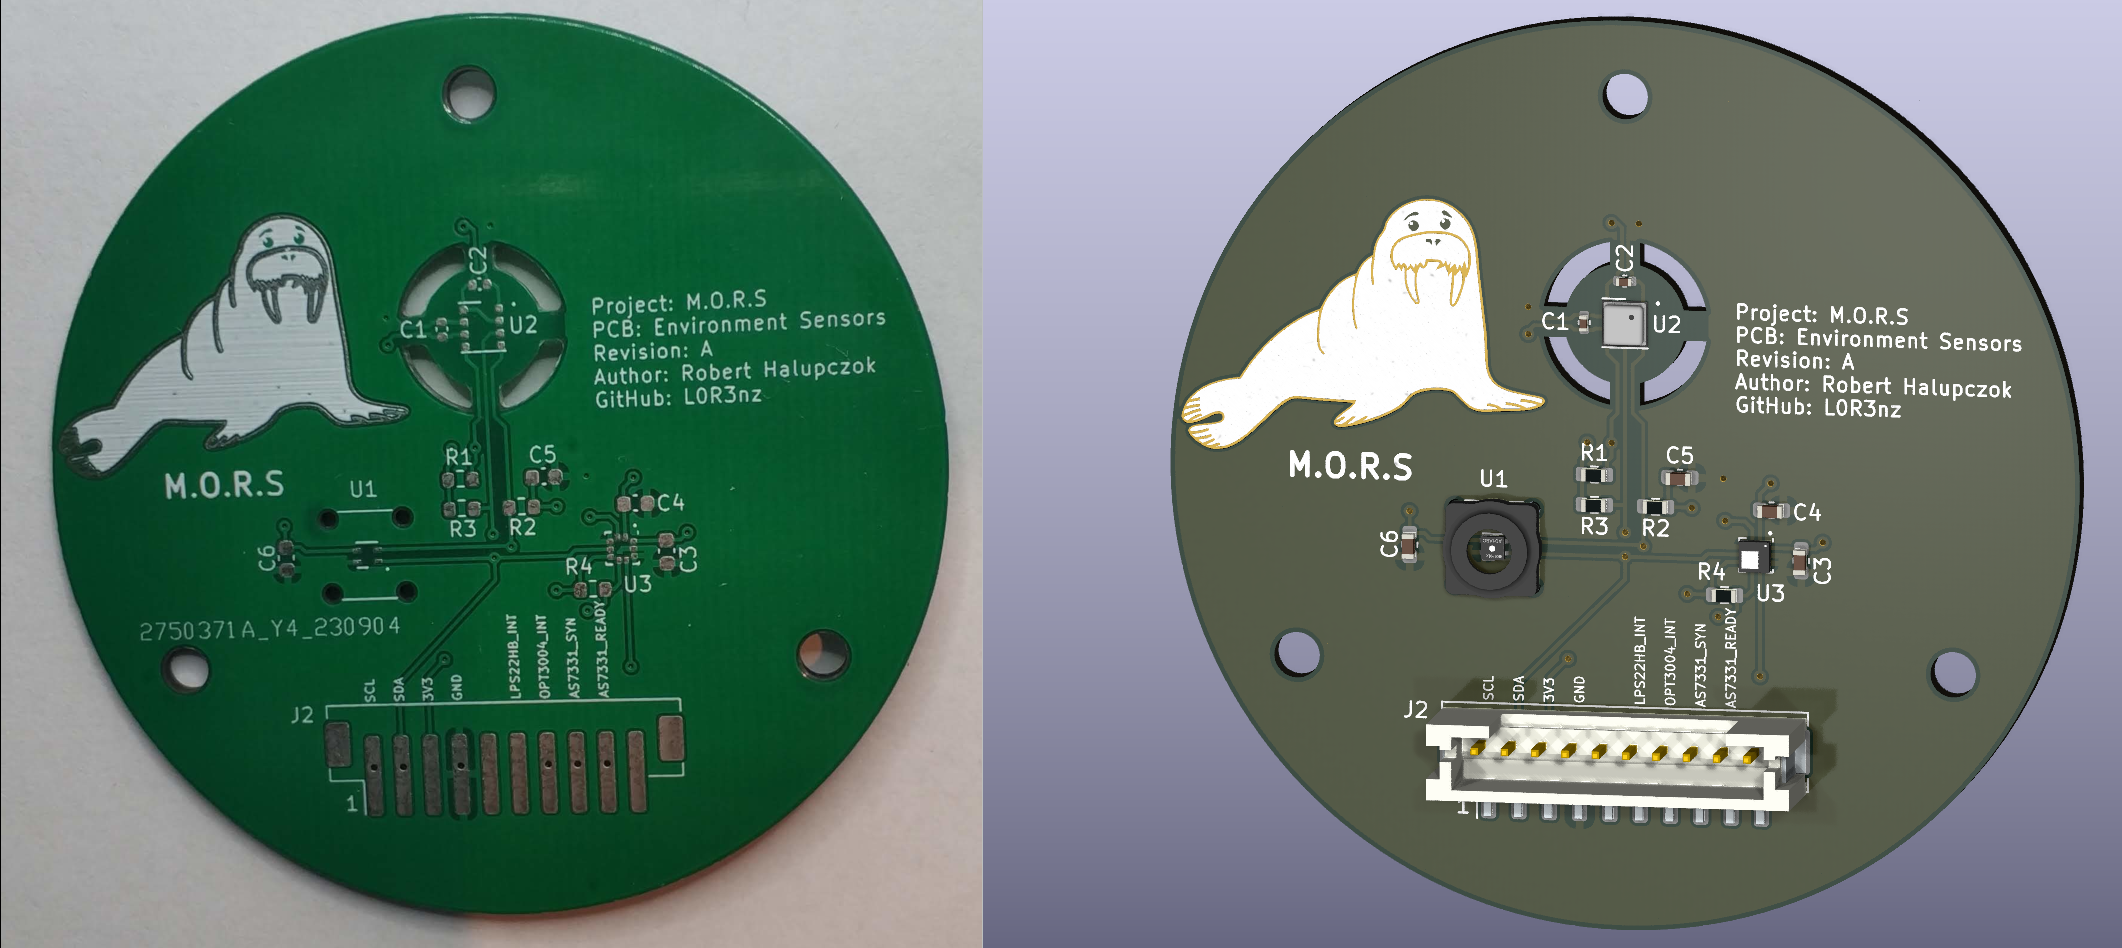 C2
C1
U2
Project: M.O.R.S
PCB: Environment Sensors
Revision: A
Author: Robert Halupczok
GitHub: L0R3nz
M.O.R.S
U1
R1
C5
R3
R2
C4
C6
C3
R4
U3
2750371A_Y4_230904
SCL
SDA
3V3
GND
LPS22HB_INT
OPT3004_INT
AS7331_SYN
AS7331_READY
J2
1
C2
C1
U2
Project: M.O.R.S
PCB: Environment Sensors
Revision: A
Author: Robert Halupczok
GitHub: L0R3nz
M.O.R.S
U1
R1
C5
R3
R2
C4
C6
C3
R4
U3
SCL
SDA
3V3
GND
LPS22HB_INT
OPT3004_INT
AS7331_SYN
AS7331_READY
J2
1